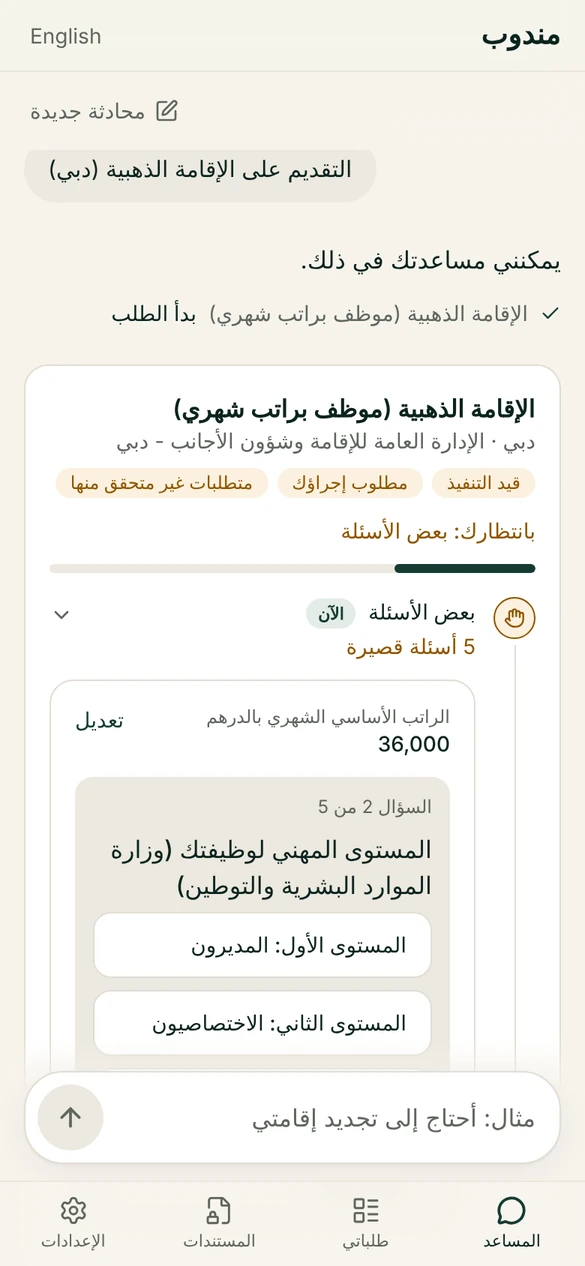 مندوب
English
محادثة جديدة
التقديم على الإقامة الذهبية (دبي)
يمكنني مساعدتك في ذلك.
الإقامة الذهبية (موظف براتب شهري) بدأ الطلب
الإقامة الذهبية (موظف براتب شهري)
دبي · الإدارة العامة للإقامة وشؤون الأجانب - دبي
قيد التنفيذ
مطلوب إجراؤك
متطلبات غير متحقق منها
بانتظارك: بعض الأسئلة
بعض الأسئلة
الآن
5 أسئلة قصيرة
الراتب الأساسي الشهري بالدرهم
تعديل
36,000
السؤال 2 من 5
المستوى المهني لوظيفتك (وزارة
الموارد البشرية والتوطين)
المستوى الأول: المديرون
المستوى الثاني: الاختصاصيون
مثال: أحتاج إلى تجديد إقامتي
المساعد
طلباتي
المستندات
الإعدادات